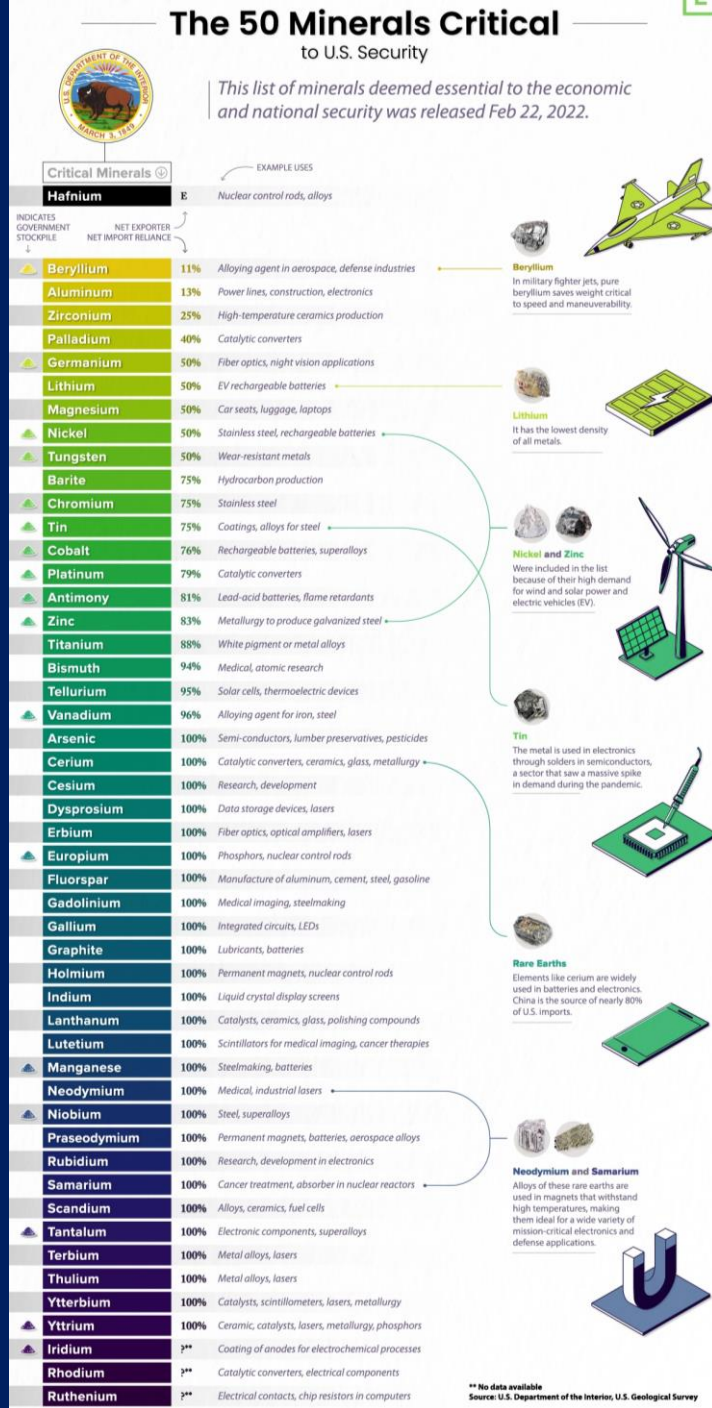 The 50 Minerals Critical
to U.S. Security
U.S. DEPARTMENT OF THE INTERIOR
MARCH 3, 1849
This list of minerals deemed essential to the economic
and national security was released Feb 22, 2022.
Critical Minerals
EXAMPLE USES
Hafnium E Nuclear control rods, alloys
INDICATES
GOVERNMENT
STOCKPILE
NET EXPORTER
NET IMPORT RELIANCE
Beryllium 11% Alloying agent in aerospace, defense industries
Aluminum 13% Power lines, construction, electronics
Zirconium 25% High-temperature ceramics production
Palladium 40% Catalytic converters
Germanium 50% Fiber optics, night vision applications
Lithium 50% EV rechargeable batteries
Magnesium 50% Car seats, luggage, laptops
Nickel 50% Stainless steel, rechargeable batteries
Tungsten 50% Wear-resistant metals
Barite 75% Hydrocarbon production
Chromium 75% Stainless steel
Tin 75% Coatings, alloys for steel
Cobalt 76% Rechargeable batteries, superalloys
Platinum 79% Catalytic converters
Antimony 81% Lead-acid batteries, flame retardants
Zinc 83% Metallurgy to produce galvanized steel
Titanium 88% White pigment or metal alloys
Bismuth 94% Medical, atomic research
Tellurium 95% Solar cells, thermoelectric devices
Vanadium 96% Alloying agent for iron, steel
Arsenic 100% Semi-conductors, lumber preservatives, pesticides
Cerium 100% Catalytic converters, ceramics, glass, metallurgy
Cesium 100% Research, development
Dysprosium 100% Data storage devices, lasers
Erbium 100% Fiber optics, optical amplifiers, lasers
Europium 100% Phosphors, nuclear control rods
Fluorspar 100% Manufacture of aluminum, cement, steel, gasoline
Gadolinium 100% Medical imaging, steelmaking
Gallium 100% Integrated circuits, LEDs
Graphite 100% Lubricants, batteries
Holmium 100% Permanent magnets, nuclear control rods
Indium 100% Liquid crystal display screens
Lanthanum 100% Catalysts, ceramics, glass, polishing compounds
Lutetium 100% Scintillators for medical imaging, cancer therapies
Manganese 100% Steelmaking, batteries
Neodymium 100% Medical, industrial lasers
Niobium 100% Steel, superalloys
Praseodymium 100% Permanent magnets, batteries, aerospace alloys
Rubidium 100% Research, development in electronics
Samarium 100% Cancer treatment, absorber in nuclear reactors
Scandium 100% Alloys, ceramics, fuel cells
Tantalum 100% Electronic components, superalloys
Terbium 100% Metal alloys, lasers
Thulium 100% Metal alloys, lasers
Ytterbium 100% Catalysts, scintillometers, lasers, metallurgy
Yttrium 100% Ceramic, catalysts, lasers, metallurgy, phosphors
Iridium ?** Coating of anodes for electrochemical processes
Rhodium ?** Catalytic converters, electrical components
Ruthenium ?** Electrical contacts, chip resistors in computers
Beryllium
In military fighter jets, pure
beryllium saves weight critical
to speed and maneuverability.
Lithium
It has the lowest density
of all metals.
Nickel and Zinc
Were included in the list
because of their high demand
for wind and solar power and
electric vehicles (EV).
Tin
The metal is used in electronics
through solders in semiconductors,
a sector that saw a massive spike
in demand during the pandemic.
Rare Earths
Elements like cerium are widely
used in batteries and electronics.
China is the source of nearly 80%
of U.S. imports.
Neodymium and Samarium
Alloys of these rare earths are
used in magnets that withstand
high temperatures, making
them ideal for a wide variety of
mission-critical electronics and
defense applications.
** No data available
Source: U.S. Department of the Interior, U.S. Geological Survey